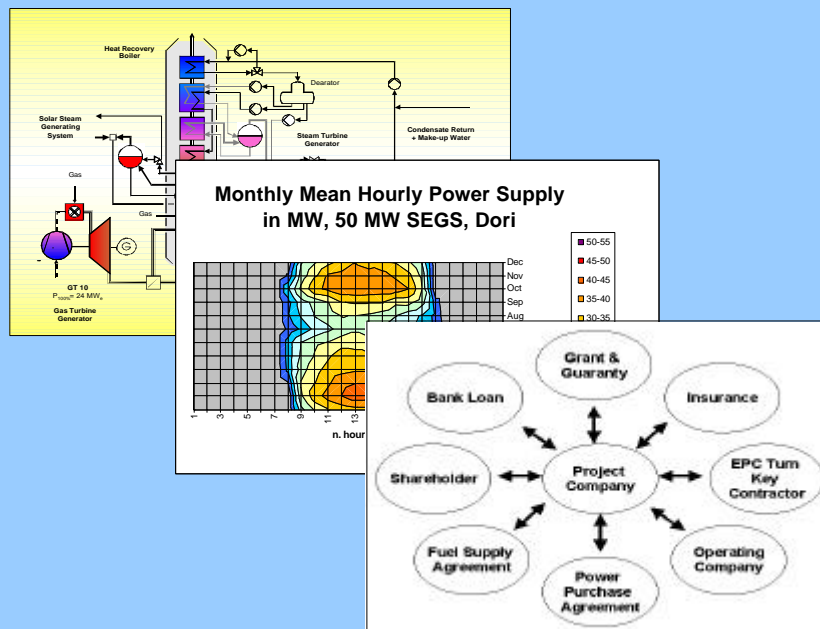 Heat Recovery
Boiler
Dearator
Solar Steam
Generating
System
Steam Turbine
Generator
Condensate Return
+ Make-up Water
Gas
Gas
G
GT 10
P100%= 24 MWe
Gas Turbine
Generator
Monthly Mean Hourly Power Supply
in MW, 50 MW SEGS, Dori
50-55
45-50
40-45
35-40
30-35
Dec
Nov
Oct
Sep
Aug
1
3
5
7
9
11
13
n. hour
Grant &
Guaranty
Bank Loan
Insurance
Shareholder
Project
Company
EPC Turn
Key
Contractor
Fuel Supply
Agreement
Operating
Company
Power
Purchase
Agreement